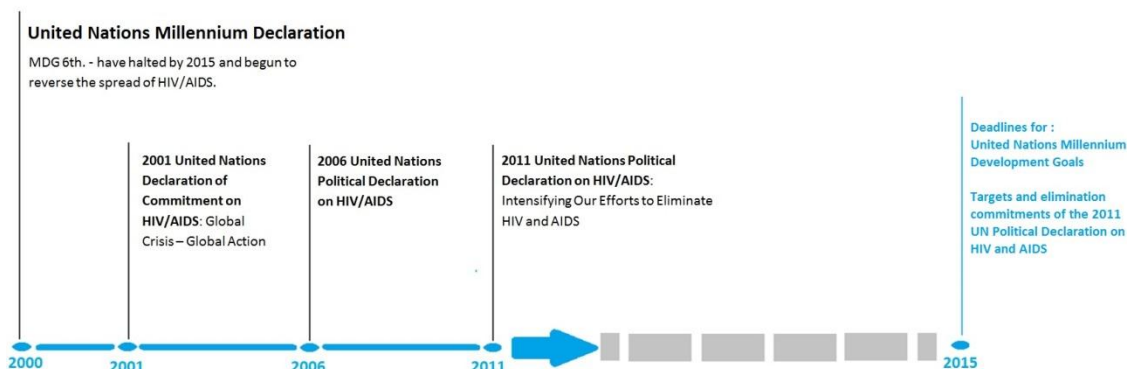 United Nations Millennium Declaration
MDG 6th. - have halted by 2015 and begun to
reverse the spread of HIV/AIDS.
2001 United Nations
Declaration of
Commitment on
HIV/AIDS: Global
Crisis – Global Action
2006 United Nations
Political Declaration
on HIV/AIDS
2011 United Nations Political
Declaration on HIV/AIDS:
Intensifying Our Efforts to Eliminate
HIV and AIDS
Deadlines for :
United Nations Millennium
Development Goals
Targets and elimination
commitments of the 2011
UN Political Declaration on
HIV and AIDS
2000
2001
2006
2011
2015